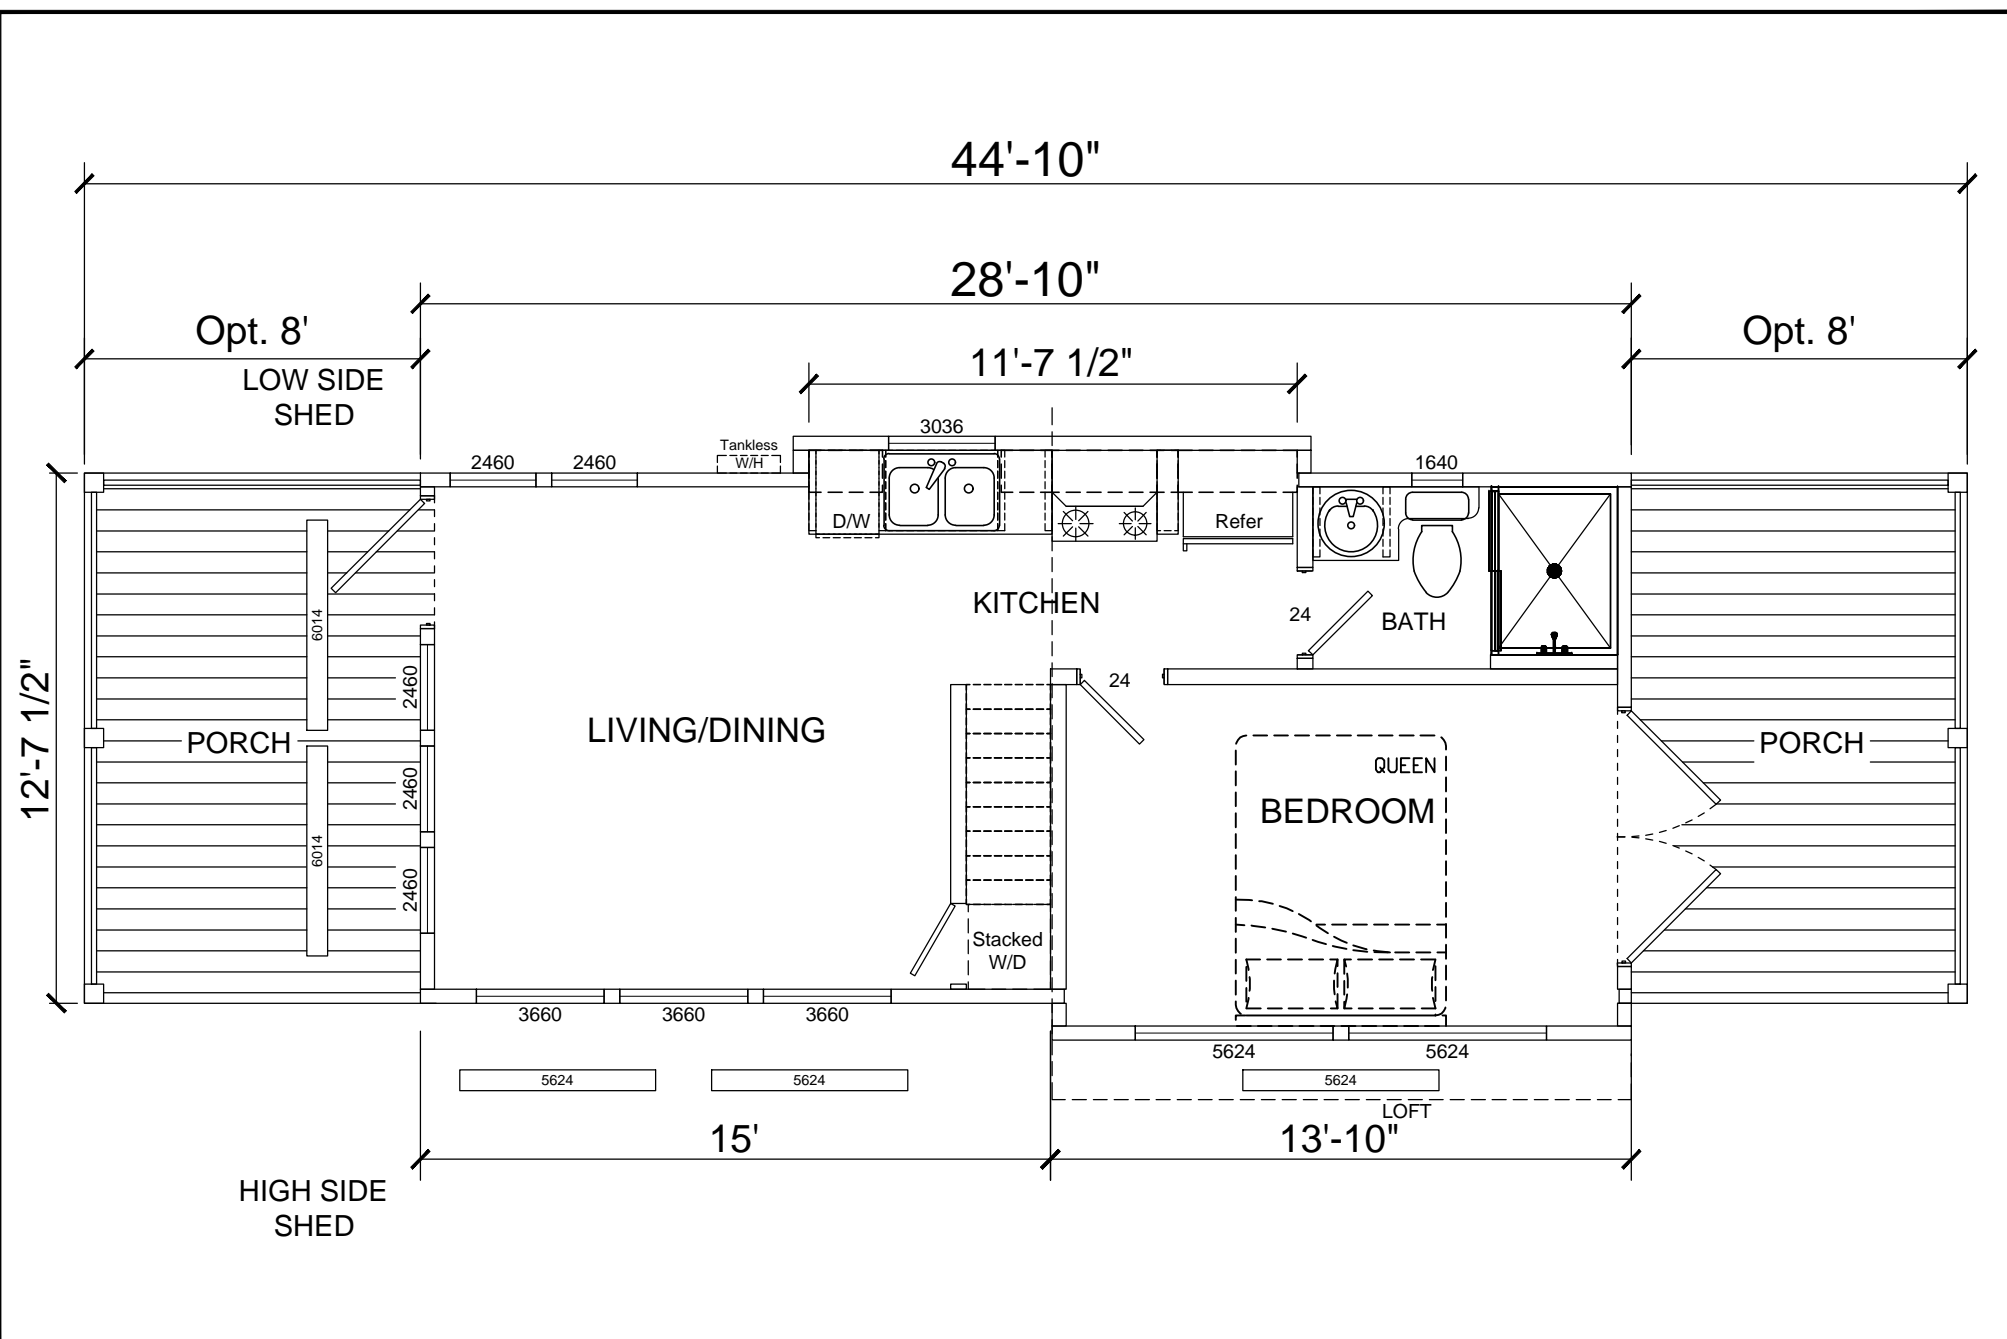 44'-10"
28'-10"
Opt. 8'
Opt. 8'
11'-7 1/2"
LOW SIDE
SHED
3036
Tankless
W/H
2460
2460
1640
D/W
Refer
KITCHEN
24
BATH
6014
2460
24
12'-7 1/2"
PORCH
LIVING/DINING
PORCH
QUEEN
2460
BEDROOM
6014
2460
Stacked
W/D
3660
3660
3660
5624
5624
5624
5624
5624
LOFT
15'
13'-10"
HIGH SIDE
SHED